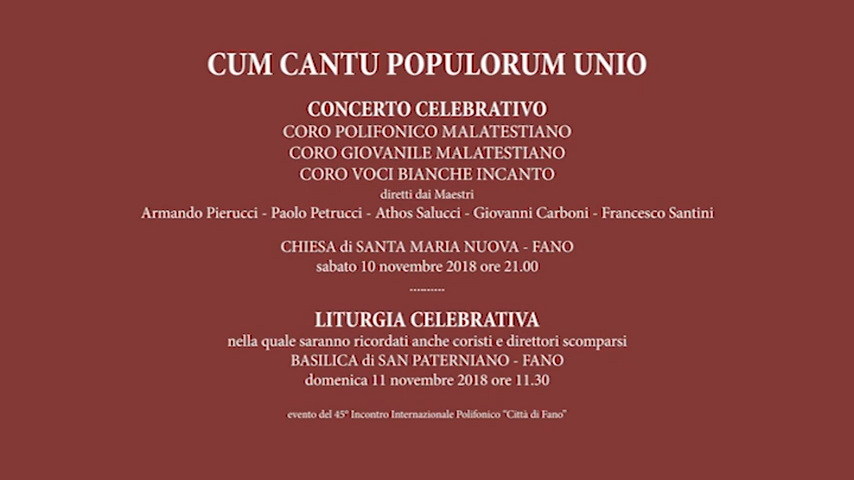 CUM CANTU POPULORUM UNIO
CONCERTO CELEBRATIVO
CORO POLIFONICO MALATESTIANO
CORO GIOVANILE MALATESTIANO
CORO VOCI BIANCHE INCANTO
diretti dai Maestri
Armando Pierucci - Paolo Petrucci - Athos Salucci - Giovanni Carboni - Francesco Santini
CHIESA di SANTA MARIA NUOVA - FANO
sabato 10 novembre 2018 ore 21.00
----------
LITURGIA CELEBRATIVA
nella quale saranno ricordati anche coristi e direttori scomparsi
BASILICA di SAN PATERNIANO - FANO
domenica 11 novembre 2018 ore 11.30
evento del 45° Incontro Internazionale Polifonico "Città di Fano"